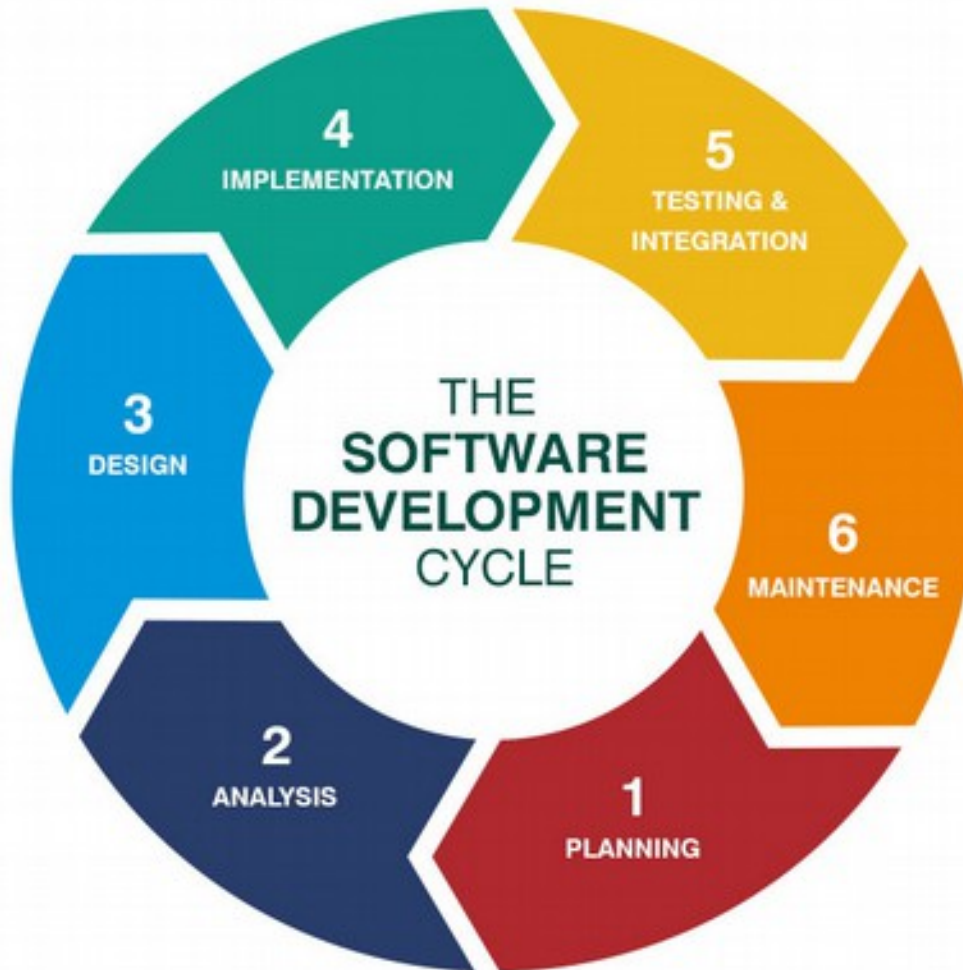 THE
SOFTWARE
DEVELOPMENT
CYCLE
1
PLANNING
2
ANALYSIS
3
DESIGN
4
IMPLEMENTATION
5
TESTING &
INTEGRATION
6
MAINTENANCE